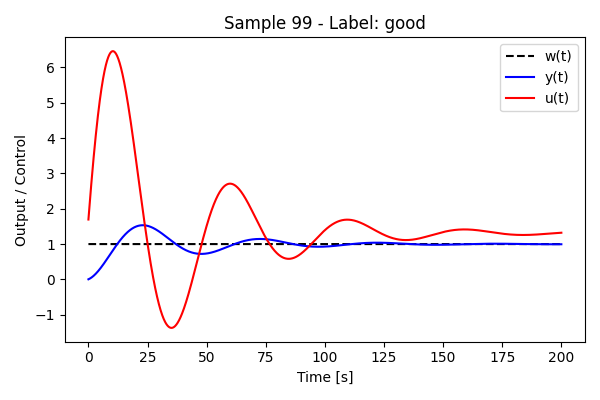 Sample 99 - Label: good
w(t)
y(t)
u(t)
Output / Control
6
5
4
3
2
1
0
−1
0 25 50 75 100 125 150 175 200
Time [s]